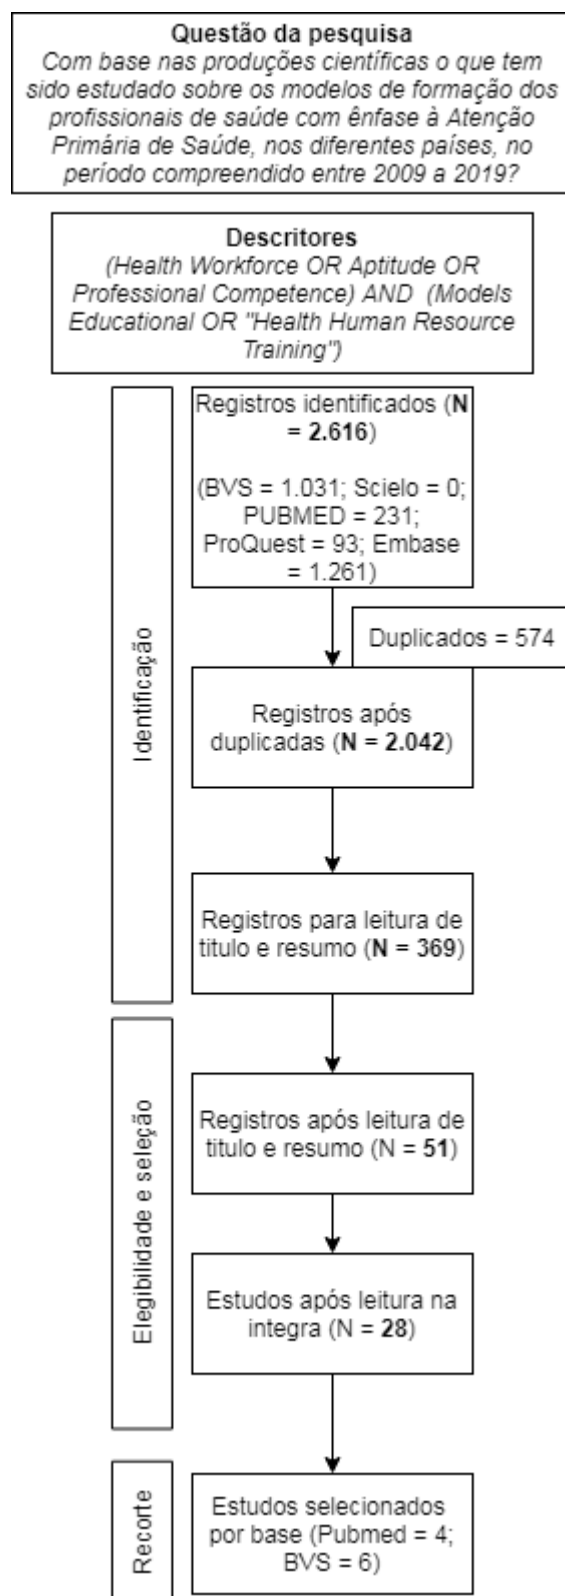 Questão da pesquisa
Com base nas produções científicas o que tem
sido estudado sobre os modelos de formação dos
profissionais de saúde com ênfase à Atenção
Primária de Saúde, nos diferentes países, no
período compreendido entre 2009 a 2019?
Descritores
(Health Workforce OR Aptitude OR
Professional Competence) AND (Models
Educational OR "Health Human Resource
Training")
Identificação
Registros identificados (N
= 2.616)
(BVS = 1.031; Scielo = 0;
PUBMED = 231;
ProQuest = 93; Embase
= 1.261)
Duplicados = 574
Registros após
duplicadas (N = 2.042)
Registros para leitura de
titulo e resumo (N = 369)
Elegibilidade e seleção
Registros após leitura de
titulo e resumo (N = 51)
Estudos após leitura na
integra (N = 28)
Recorte
Estudos selecionados
por base (Pubmed = 4;
BVS = 6)